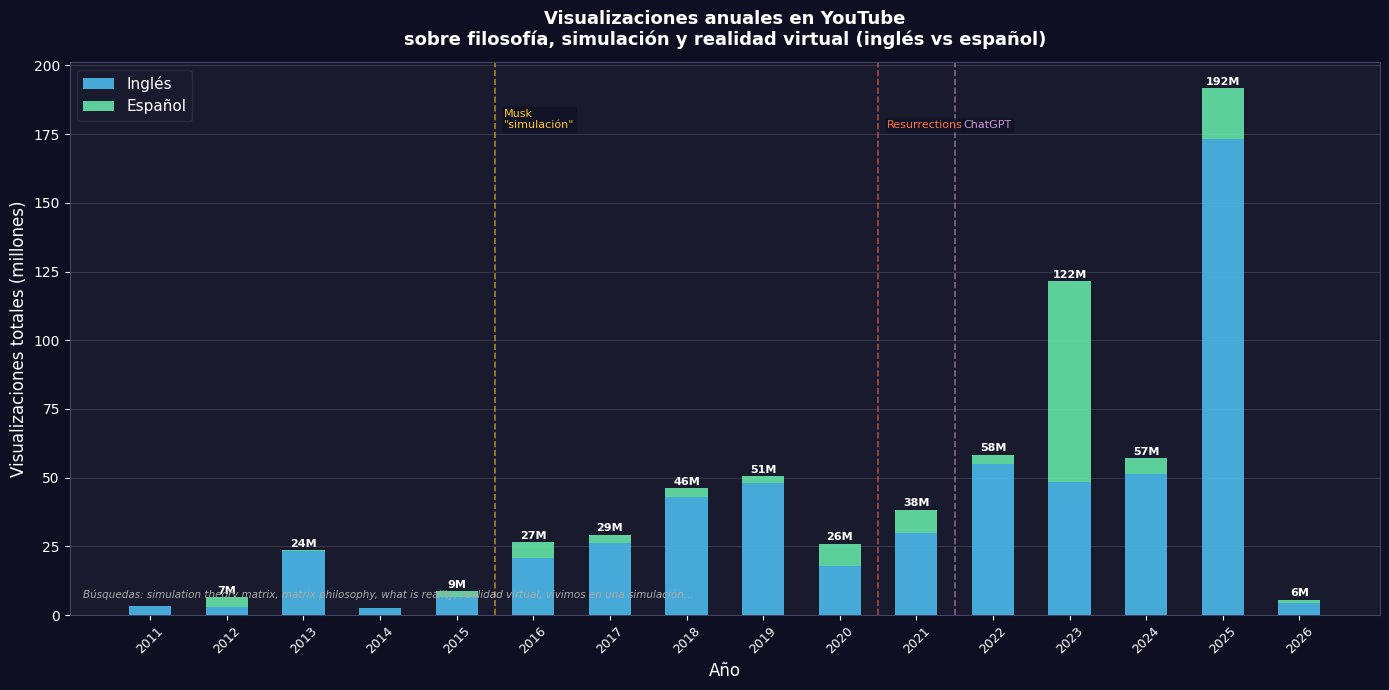 Visualizaciones anuales en YouTube
sobre filosofía, simulación y realidad virtual (inglés vs español)
Visualizaciones totales (millones)
200
175
150
125
100
75
50
25
0
Inglés
Español
Musk
"simulación"
Resurrections
ChatGPT
7M
24M
9M
27M
29M
46M
51M
26M
38M
58M
122M
57M
192M
6M
Búsquedas: simulation theory matrix, matrix philosophy, what is reality, realidad virtual, vivimos en una simulación...
2011
2012
2013
2014
2015
2016
2017
2018
2019
2020
2021
2022
2023
2024
2025
2026
Año